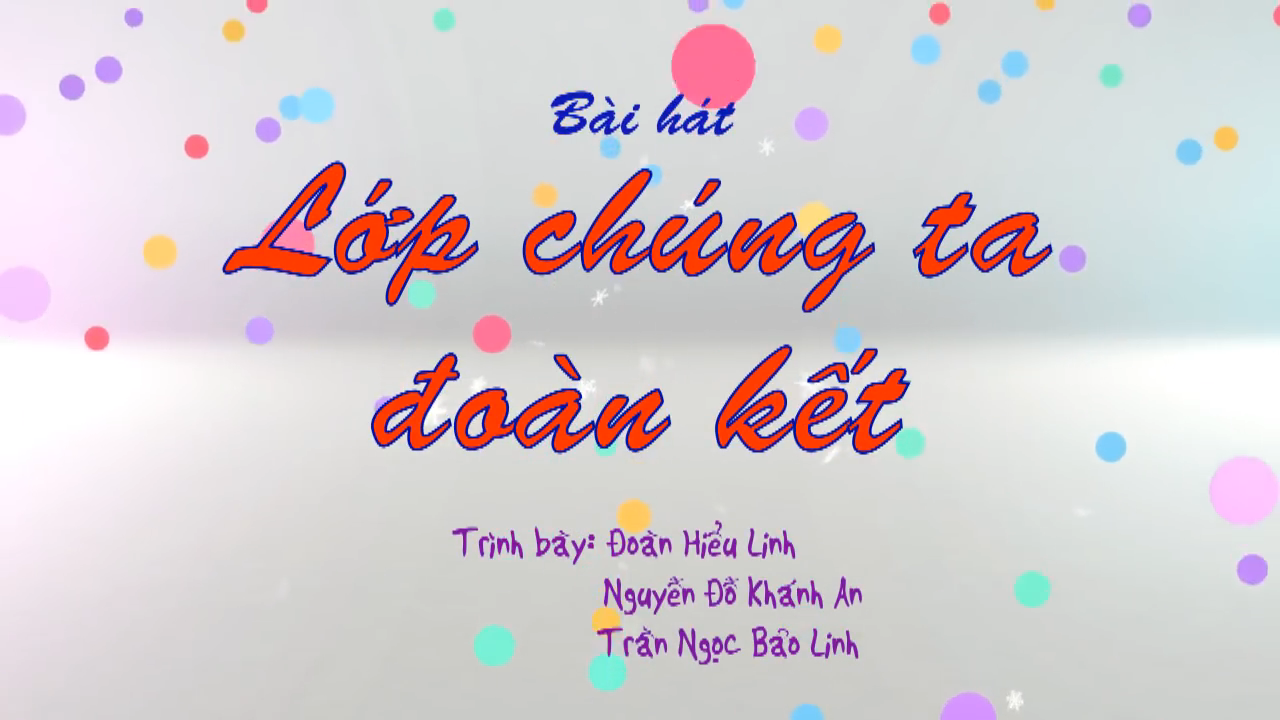 Bài hát
Lớp chúng ta
đoàn kết
Trình bày: Đoàn Hiểu Linh
Nguyễn Đỗ Khánh An
Trần Ngọc Bảo Linh